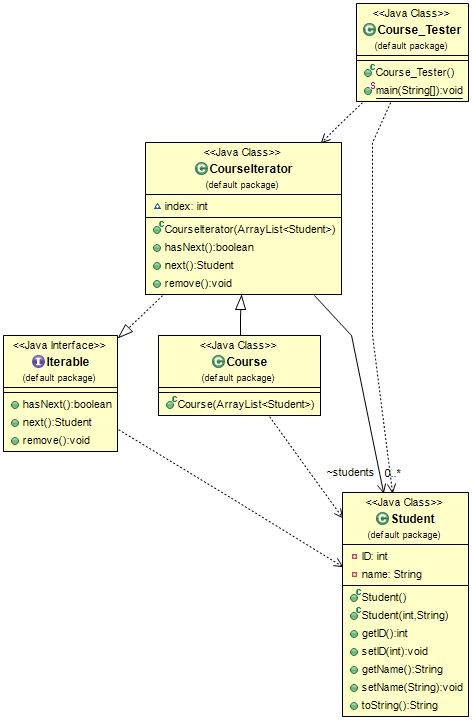 <<Java Class>>
Course_Tester
(default package)
Course_Tester()
main(String[]):void
<<Java Class>>
CourseIterator
(default package)
index: int
CourseIterator(ArrayList<Student>)
hasNext():boolean
next():Student
remove():void
<<Java Interface>>
Iterable
(default package)
hasNext():boolean
next():Student
remove():void
<<Java Class>>
Course
(default package)
Course(ArrayList<Student>)
~students 0..*
<<Java Class>>
Student
(default package)
ID: int
name: String
Student()
Student(int,String)
getID():int
setID(int):void
getName():String
setName(String):void
toString():String